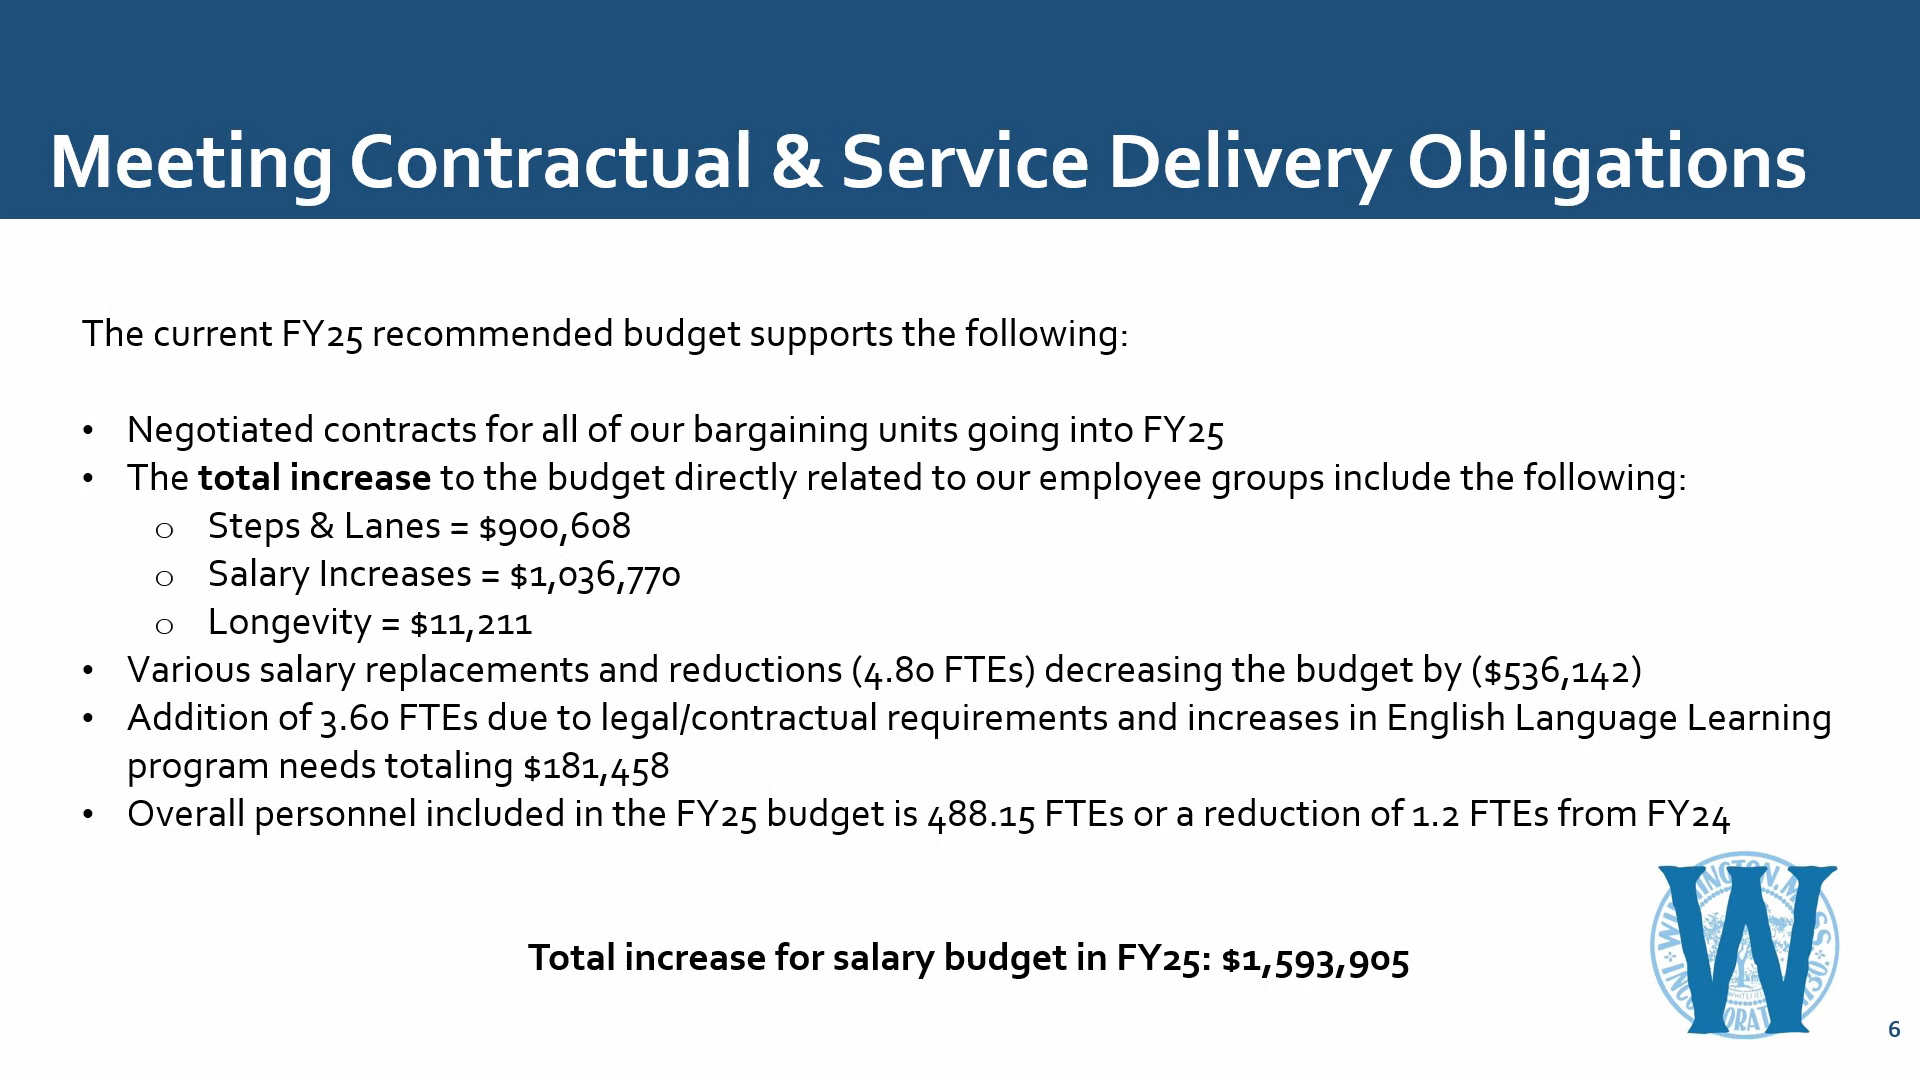 Meeting Contractual & Service Delivery Obligations
The current FY25 recommended budget supports the following:
• Negotiated contracts for all of our bargaining units going into FY25
• The total increase to the budget directly related to our employee groups include the following:
o Steps & Lanes = $900,608
o Salary Increases = $1,036,770
o Longevity = $11,211
• Various salary replacements and reductions (4.80 FTEs) decreasing the budget by ($536,142)
• Addition of 3.60 FTEs due to legal/contractual requirements and increases in English Language Learning
program needs totaling $181,458
• Overall personnel included in the FY25 budget is 488.15 FTEs or a reduction of 1.2 FTEs from FY24
Total increase for salary budget in FY25: $1,593,905
W
6